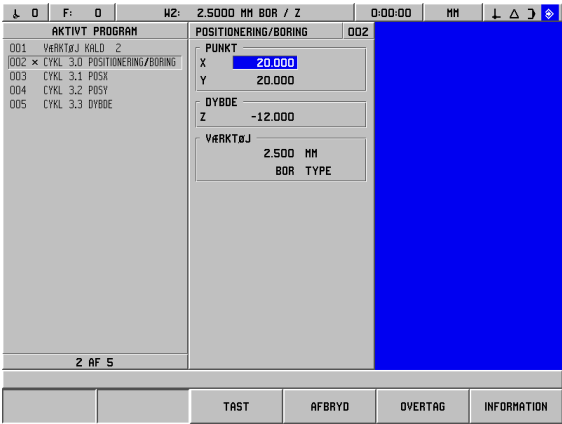 0 F: 0 W2: 2.5000 MM BOR / Z 0:00:00 MM
AKTIVT PROGRAM
001 VÆRKTØJ KALD 2
002 × CYKL 3.0 POSITIONERING/BORING
003 CYKL 3.1 POSX
004 CYKL 3.2 POSY
005 CYKL 3.3 DYBDE
2 AF 5
POSITIONERING/BORING 002
PUNKT
X 20.000
Y 20.000
DYBDE
Z -12.000
VÆRKTØJ
2.500 MM
BOR TYPE
TAST AFBRYD OVERTAG INFORMATION